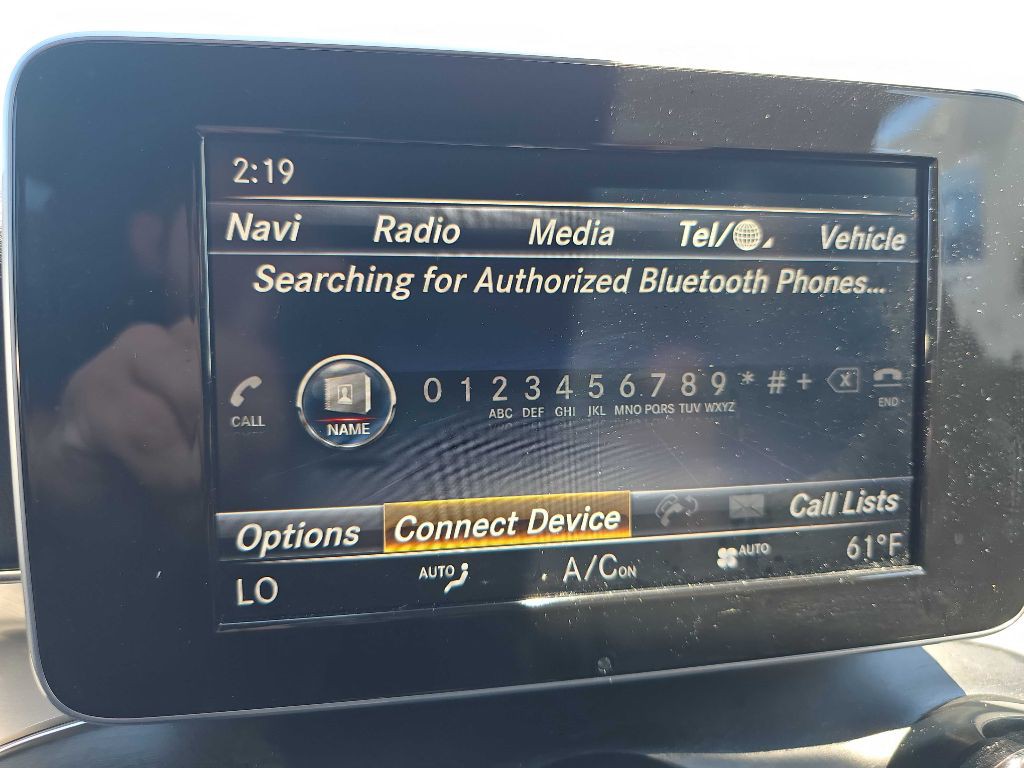 2:19
Navi Radio Media Tel/ Vehicle
Searching for Authorized Bluetooth Phones...
CALL NAME 0 1 2 3 4 5 6 7 8 9 * # + X END
ABC DEF GHI JKL MNO PQRS TUV WXYZ
Options Connect Device Call Lists
LO AUTO A/C ON AUTO 61°F